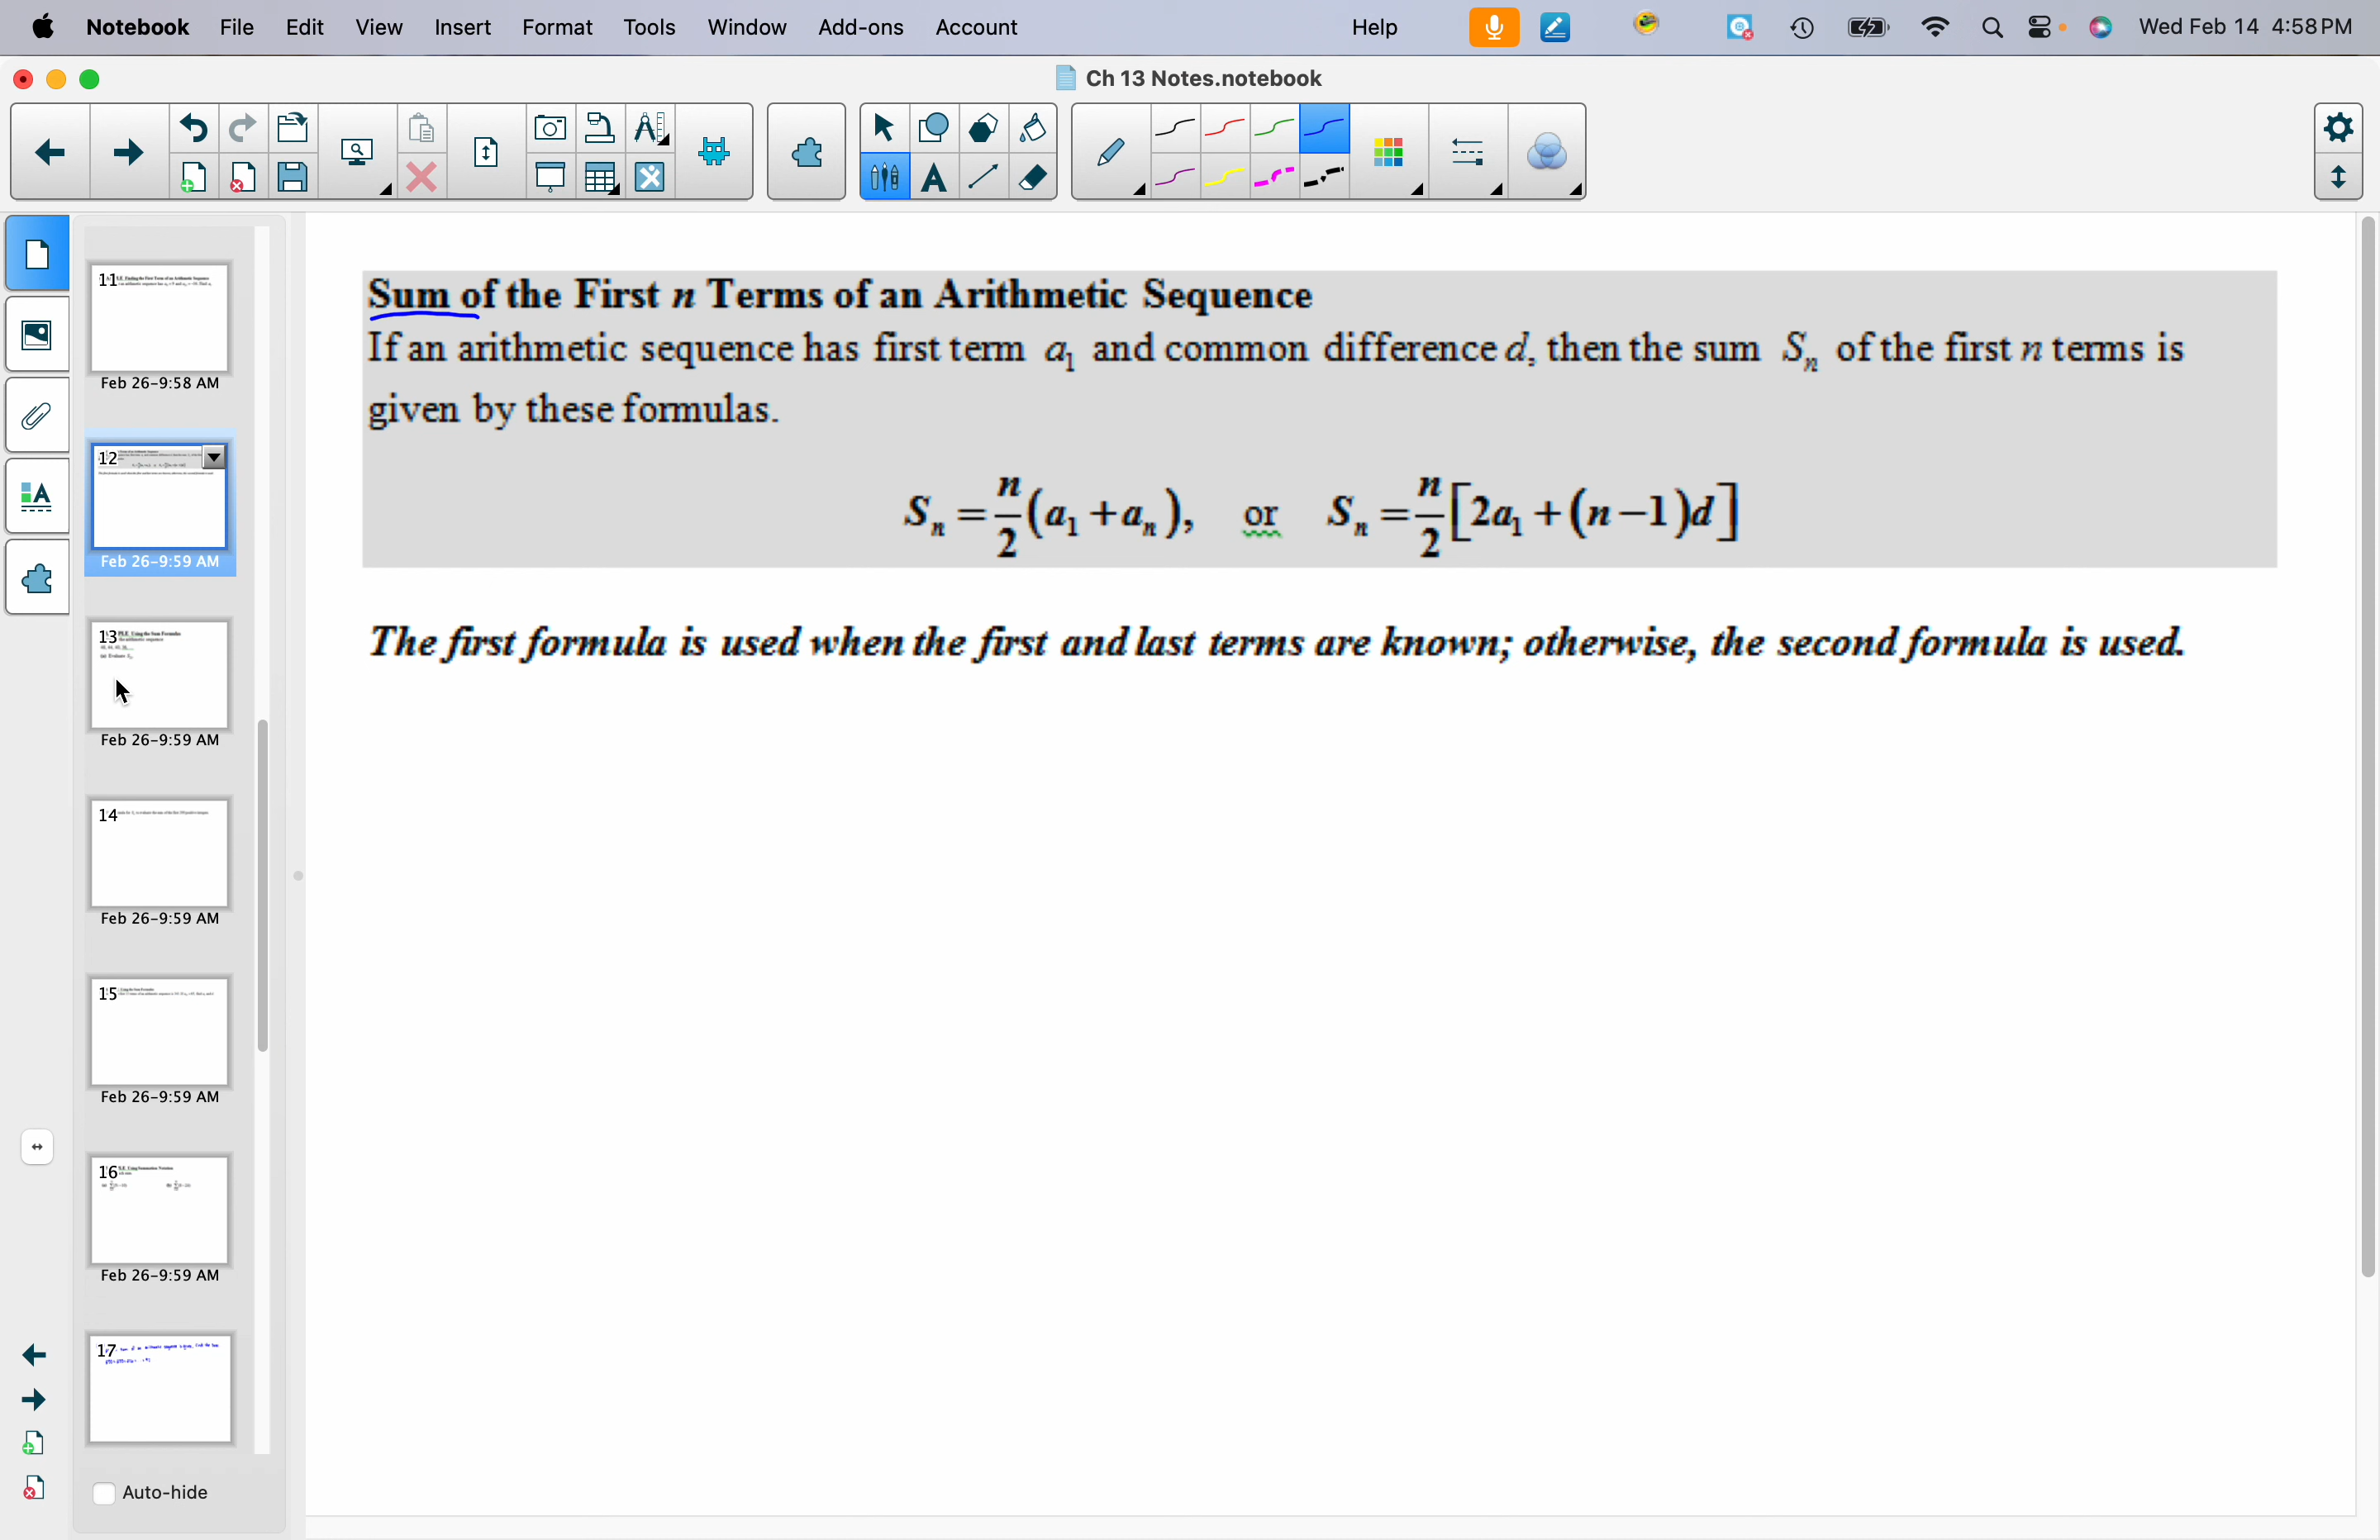 Notebook File Edit View Insert Format Tools Window Add-ons Account Help Wed Feb 14 4:58 PM
Ch 13 Notes.notebook
11
Feb 26-9:58 AM
12
Feb 26-9:59 AM
13
Feb 26-9:59 AM
14
Feb 26-9:59 AM
15
Feb 26-9:59 AM
16
Feb 26-9:59 AM
17
Auto-hide
Sum of the First n Terms of an Arithmetic Sequence
If an arithmetic sequence has first term a₁ and common difference d, then the sum Sₙ of the first n terms is
given by these formulas.
Sₙ = n/2 (a₁ + aₙ), or Sₙ = n/2 [2a₁ + (n − 1)d]
The first formula is used when the first and last terms are known; otherwise, the second formula is used.